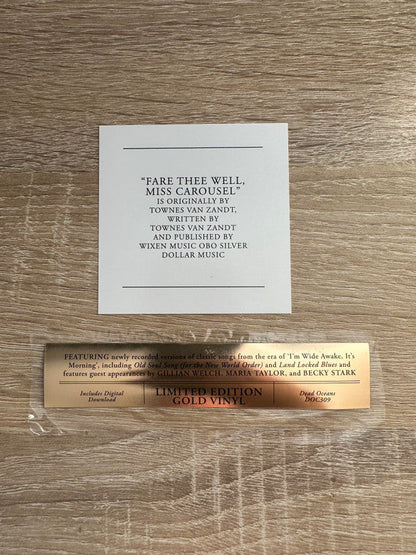 “FARE THEE WELL,
MISS CAROUSEL”
IS ORIGINALLY BY
TOWNES VAN ZANDT,
WRITTEN BY
TOWNES VAN ZANDT
AND PUBLISHED BY
WIXEN MUSIC OBO SILVER
DOLLAR MUSIC
FEATURING newly recorded versions of classic songs from the era of ‘I’m Wide Awake, It’s
Morning’, including Old Soul Song (for the New World Order) and Land Locked Blues and
features guest appearances by GILLIAN WELCH, MARIA TAYLOR, and BECKY STARK
Includes Digital
Download
LIMITED EDITION
GOLD VINYL
Dead Oceans
DOC309